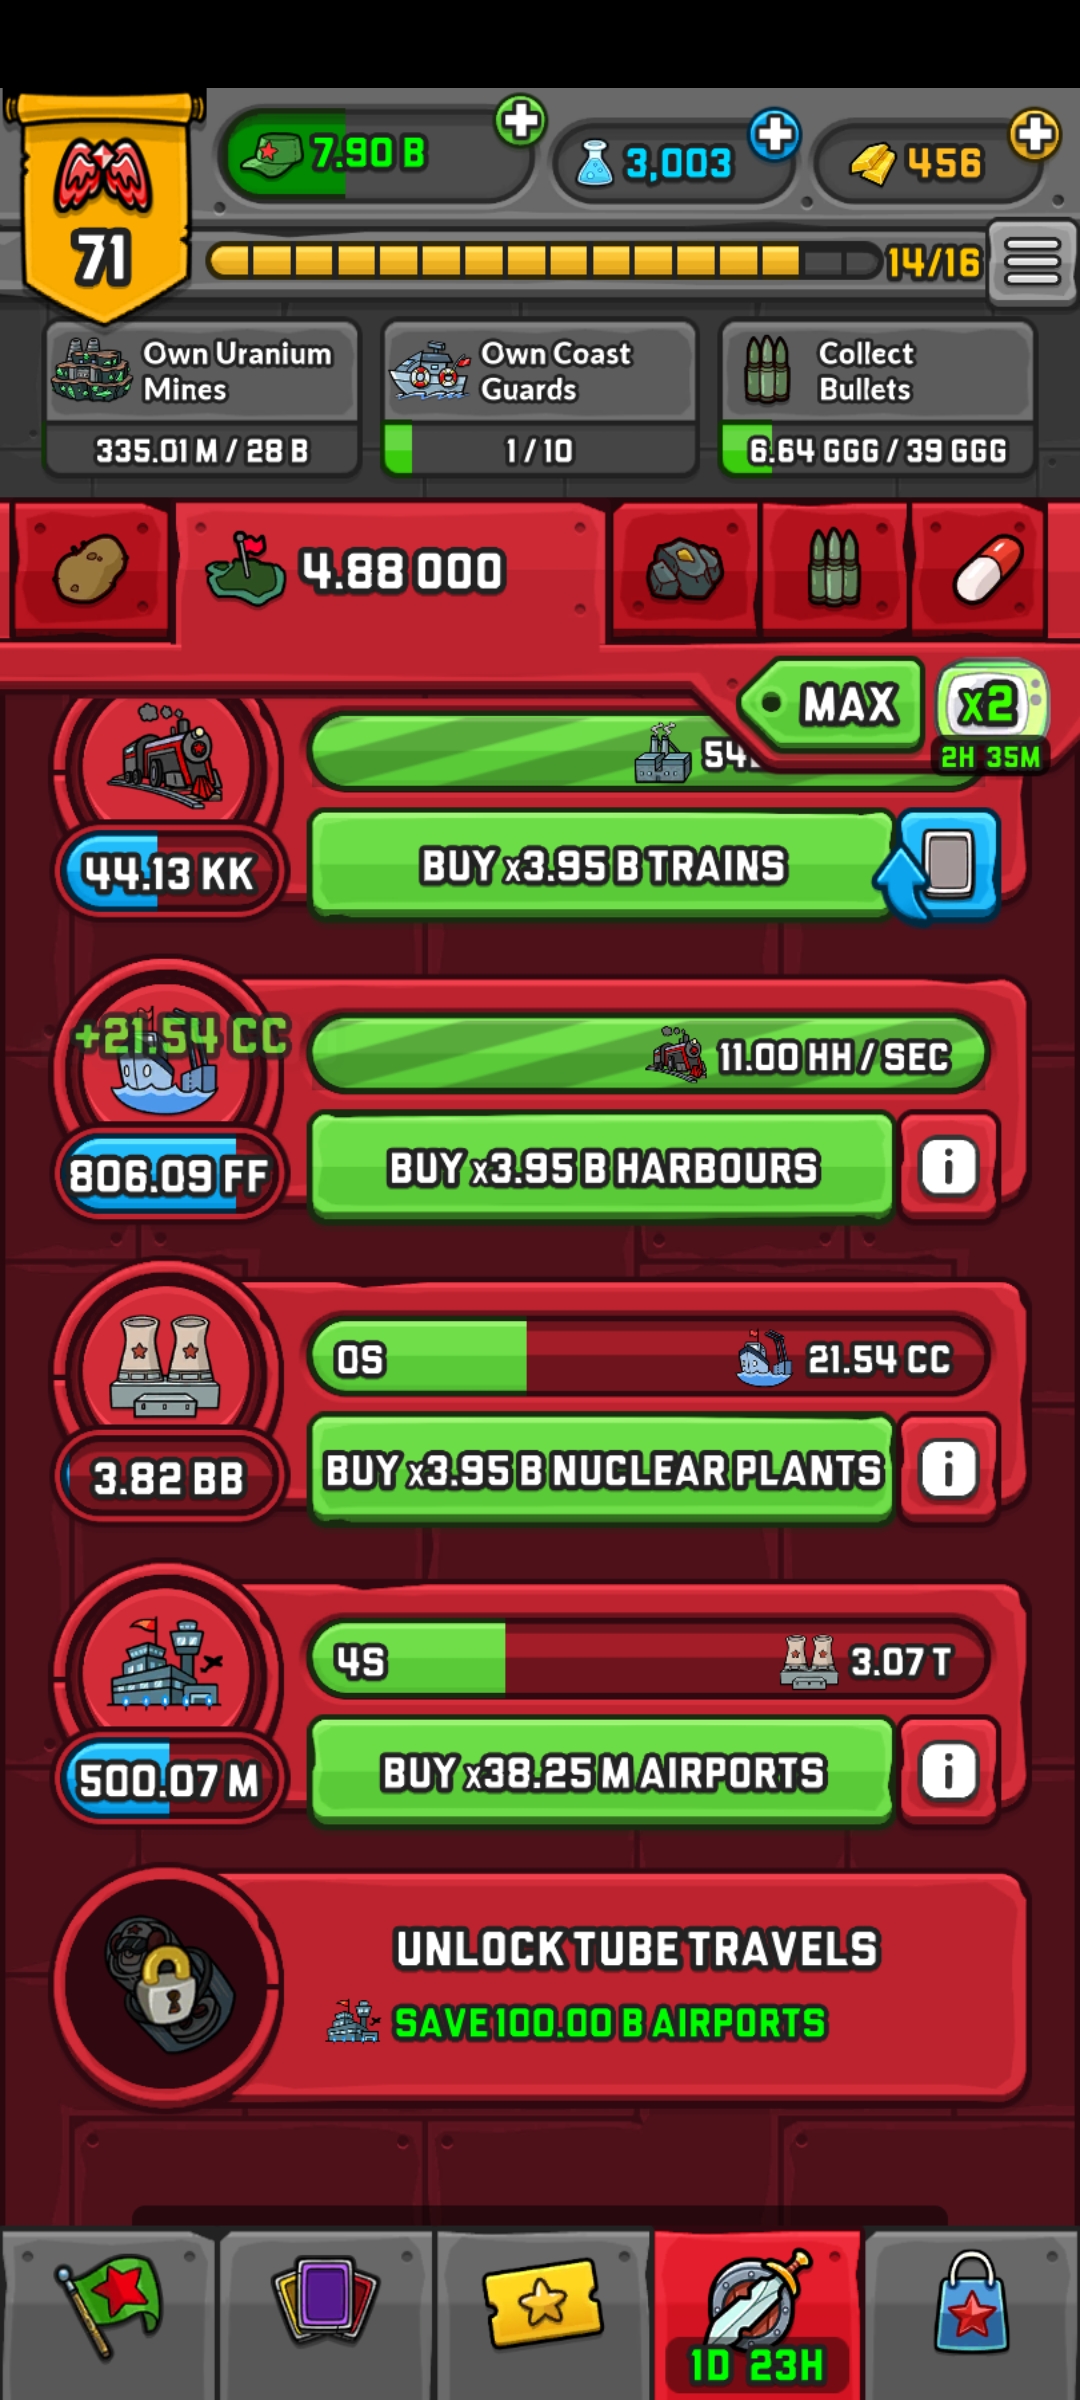 7.90 B
3,003
456
71
14/16
Own Uranium
Mines
335.01 M / 28 B
Own Coast
Guards
1 / 10
Collect
Bullets
6.64 GGG / 39 GGG
4.88 OOO
MAX
x2
2H 35M
54.
44.13 KK
BUY x3.95 B TRAINS
+21.54 CC
11.00 HH / SEC
806.09 FF
BUY x3.95 B HARBOURS
i
0S
21.54 CC
3.82 BB
BUY x3.95 B NUCLEAR PLANTS
i
4S
3.07 T
500.07 M
BUY x38.25 M AIRPORTS
i
UNLOCK TUBE TRAVELS
SAVE 100.00 B AIRPORTS
1D 23H